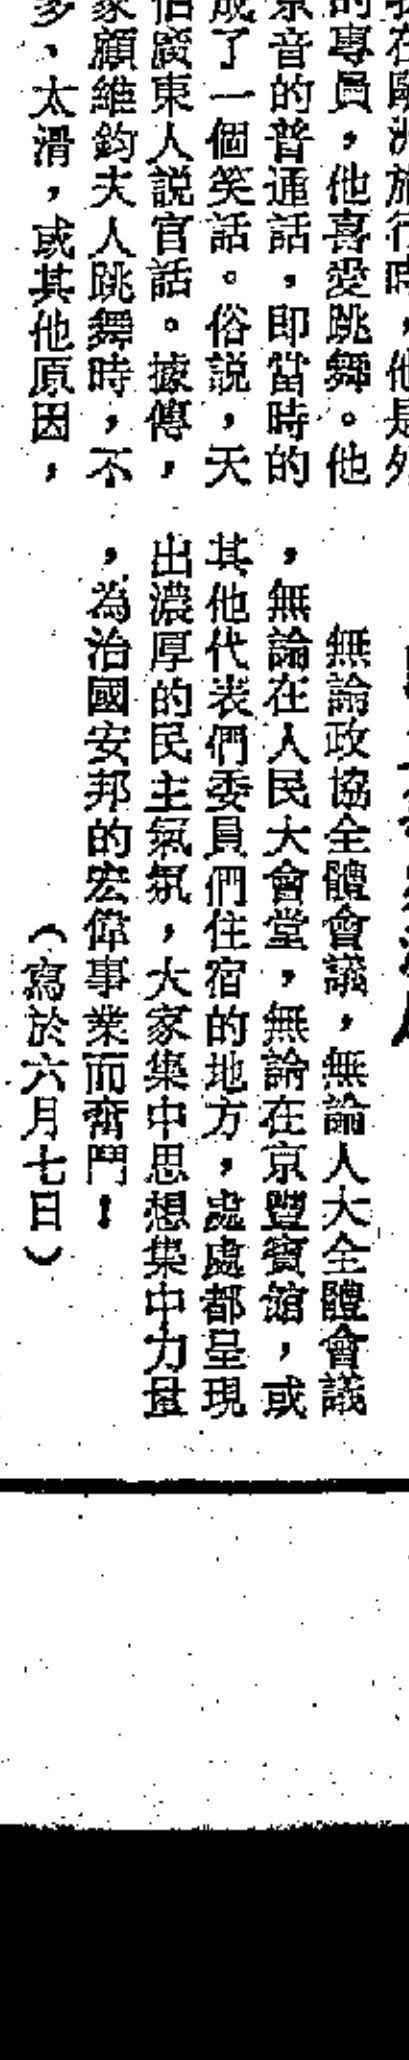 在歐洲旅行時，他是外
的專員，他喜愛跳舞。他
京音的普通話，即當時的
成了一個笑話。俗説，天
怕廣東人説官話。據傳，
家顧維鈞夫人跳舞時，不
多、太滑，或其他原因，
無論政協全體會議，無論人大全體會議
，無論在人民大會堂，無論在京豐賓館，或
其他代表們委員們住宿的地方，處處都呈現
出濃厚的民主氣氛，大家集中思想集中力量
，為治國安邦的宏偉事業而奮鬥！
（寫於六月七日）